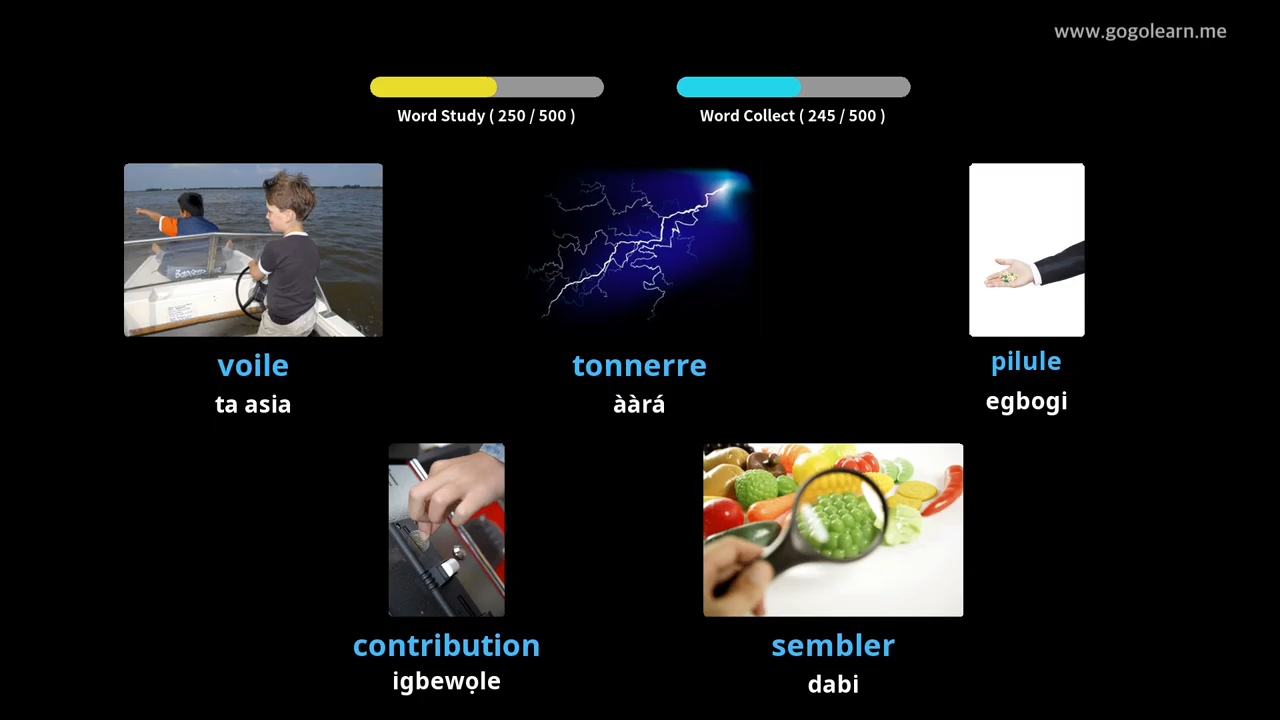 www.gogolearn.me
Word Study ( 250 / 500 )
Word Collect ( 245 / 500 )
voile
tonnerre
pilule
ta asia
ààrá
egbogi
contribution
sembler
igbewọle
dabi